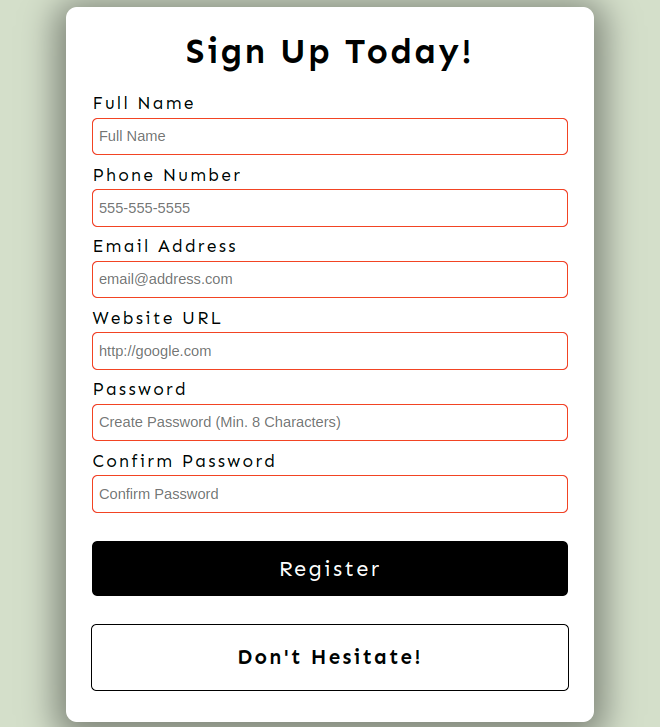 Sign Up Today!
Full Name
Full Name
Phone Number
555-555-5555
Email Address
email@address.com
Website URL
http://google.com
Password
Create Password (Min. 8 Characters)
Confirm Password
Confirm Password
Register
Don't Hesitate!